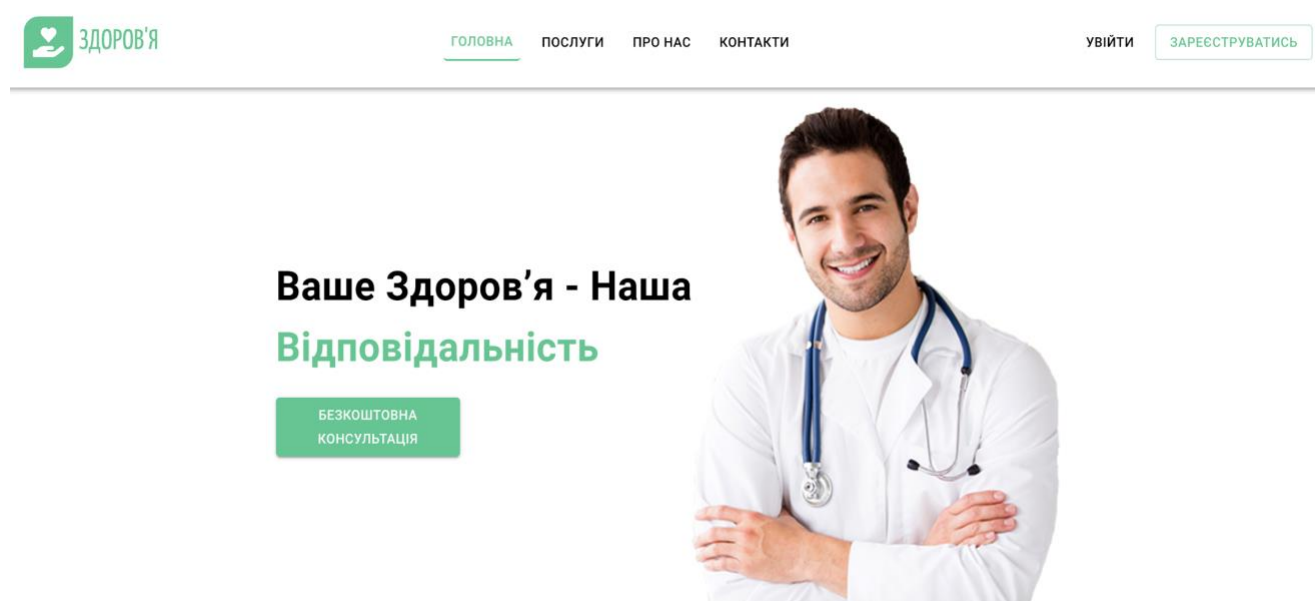 ЗДОРОВ'Я
ГОЛОВНА ПОСЛУГИ ПРО НАС КОНТАКТИ УВІЙТИ ЗАРЕЄСТРУВАТИСЬ
Ваше Здоров’я - Наша
Відповідальність
БЕЗКОШТОВНА
КОНСУЛЬТАЦІЯ